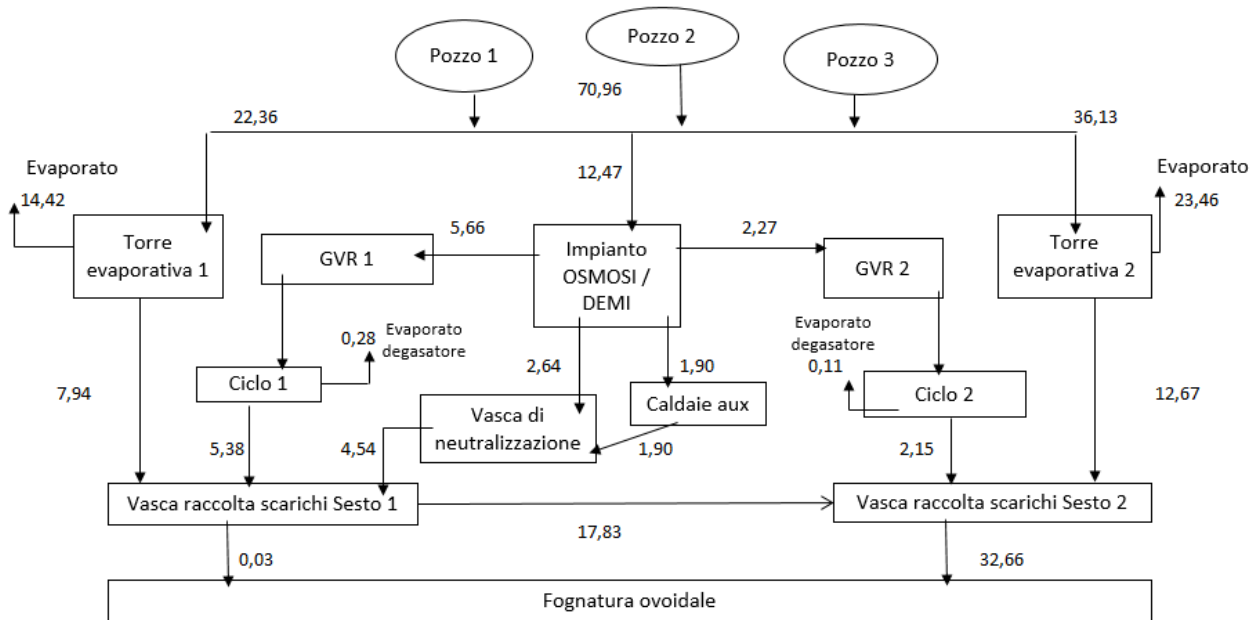 Pozzo 1
Pozzo 2
Pozzo 3
70,96
22,36
36,13
12,47
Evaporato
14,42
Evaporato
23,46
Torre
evaporativa 1
GVR 1
5,66
Impianto
OSMOSI /
DEMI
2,27
GVR 2
Torre
evaporativa 2
0,28
Evaporato
degasatore
2,64
1,90
Evaporato
degasatore
0,11
7,94
Ciclo 1
Caldaie aux
Ciclo 2
12,67
Vasca di
neutralizzazione
5,38
4,54
1,90
2,15
Vasca raccolta scarichi Sesto 1
Vasca raccolta scarichi Sesto 2
17,83
0,03
32,66
Fognatura ovoidale